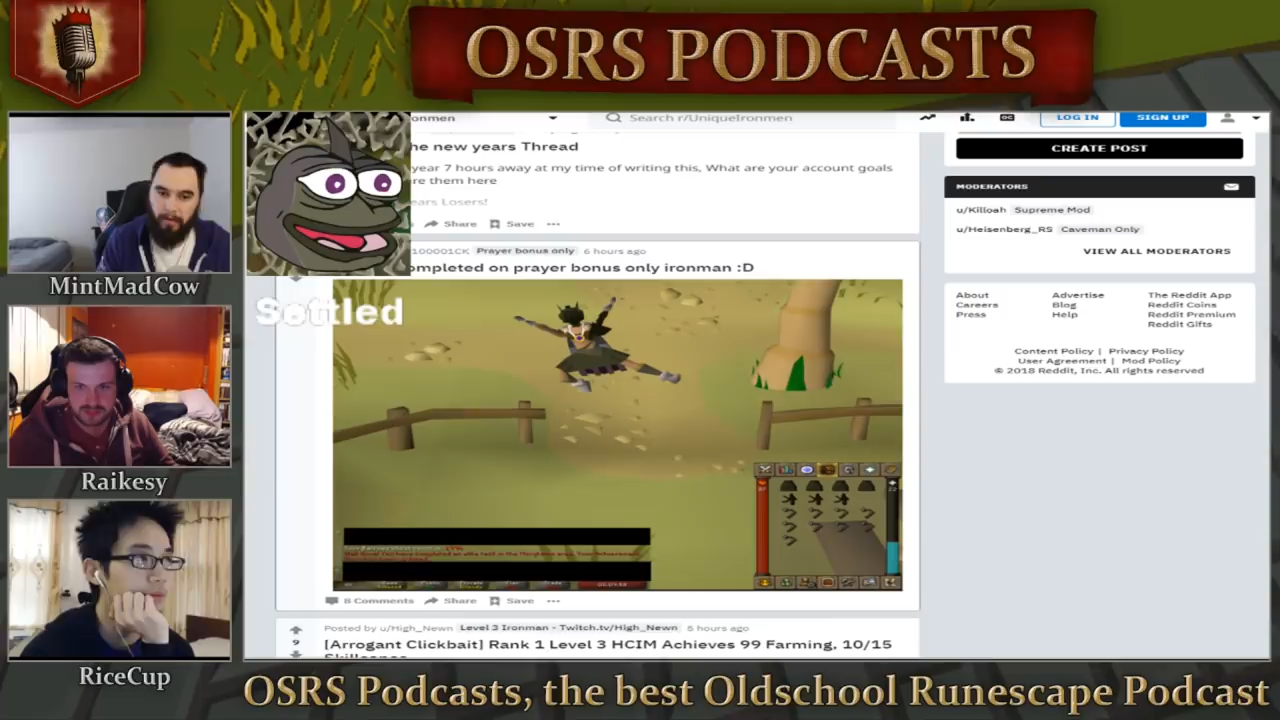 OSRS PODCASTS
MintMadCow
Raikesy
RiceCup
Settled
Search r/UniqueIronmen
LOG IN
SIGN UP
he new years Thread
year 7 hours away at my time of writing this, What are your account goals
re them here
ears Losers!
Share
Save
100001CK Prayer bonus only 6 hours ago
ompleted on prayer bonus only ironman :D
8 Comments
Share
Save
Posted by u/High_Newn Level 3 Ironman - Twitch.tv/High_Newn 6 hours ago
9
[Arrogant Clickbait] Rank 1 Level 3 HCIM Achieves 99 Farming, 10/15
CREATE POST
MODERATORS
u/Killoah Supreme Mod
u/Heisenberg_RS Caveman Only
VIEW ALL MODERATORS
About Advertise The Reddit App
Careers Blog Reddit Coins
Press Help Reddit Premium
Reddit Gifts
Content Policy | Privacy Policy
User Agreement | Mod Policy
© 2018 Reddit, Inc. All rights reserved
OSRS Podcasts, the best Oldschool Runescape Podcast